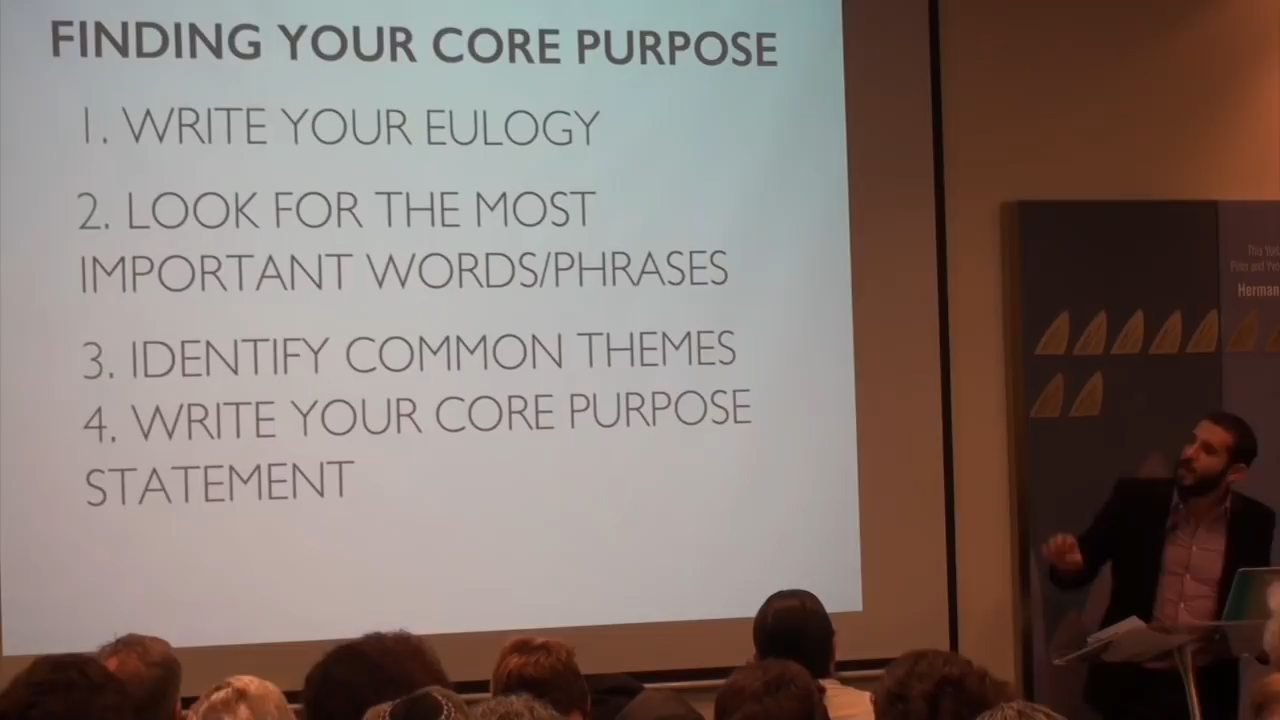 FINDING YOUR CORE PURPOSE
1. WRITE YOUR EULOGY
2. LOOK FOR THE MOST
IMPORTANT WORDS/PHRASES
3. IDENTIFY COMMON THEMES
4. WRITE YOUR CORE PURPOSE
STATEMENT
Herman